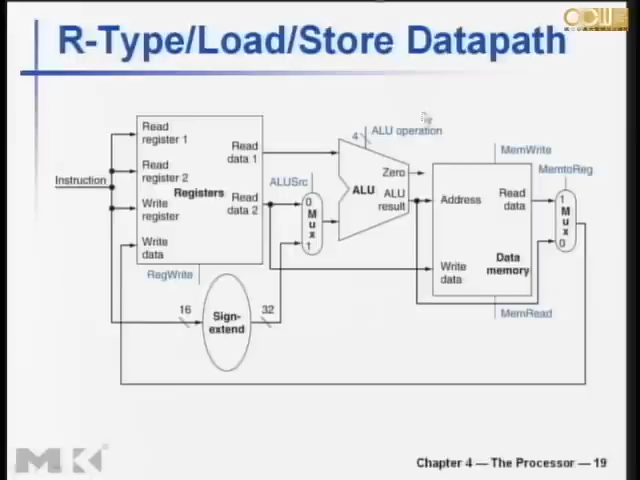 R-Type/Load/Store Datapath
Instruction
Read
register 1
Read
register 2
Write
register
Write
data
Registers
Read
data 1
Read
data 2
RegWrite
16
Sign-
extend
32
ALUSrc
0
M
u
x
1
4
ALU operation
Zero
ALU
ALU
result
MemWrite
Address
Read
data
Write
data
Data
memory
MemRead
MemtoReg
1
M
u
x
0
MK
Chapter 4 — The Processor — 19